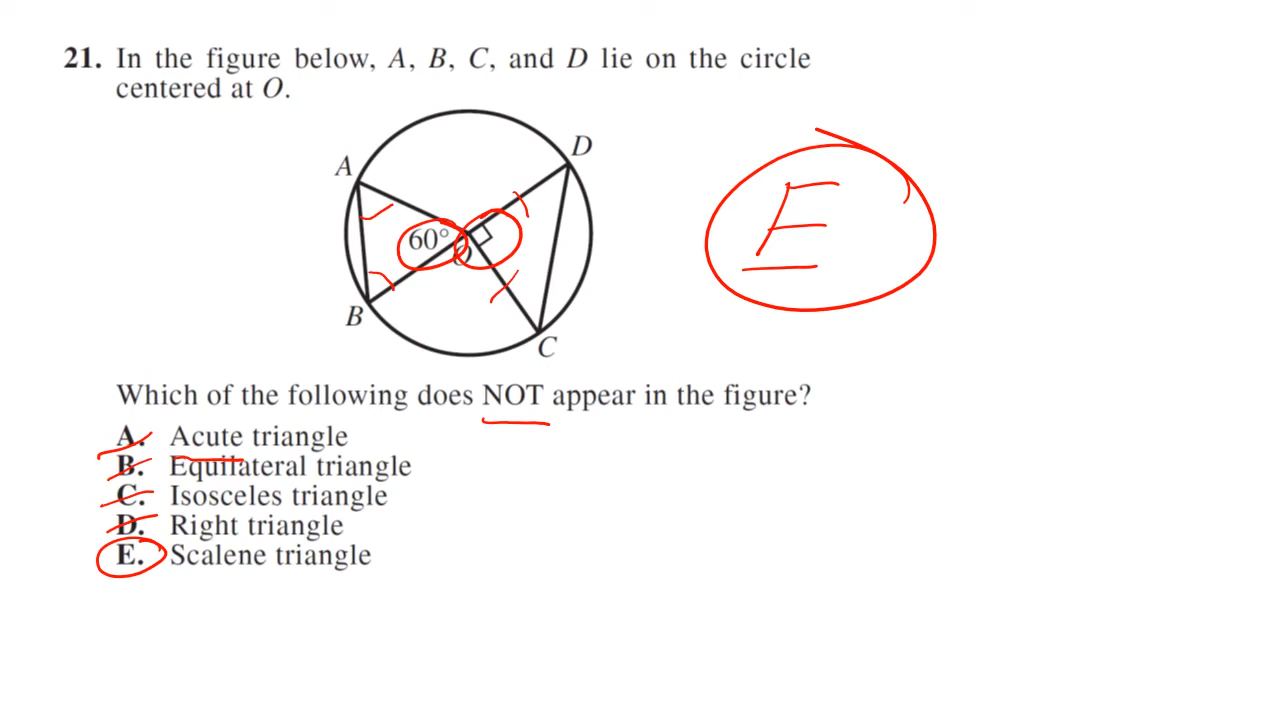 21. In the figure below, A, B, C, and D lie on the circle
centered at O.
D
A
60°
O
B
C
E
Which of the following does NOT appear in the figure?
A. Acute triangle
B. Equilateral triangle
C. Isosceles triangle
D. Right triangle
E. Scalene triangle